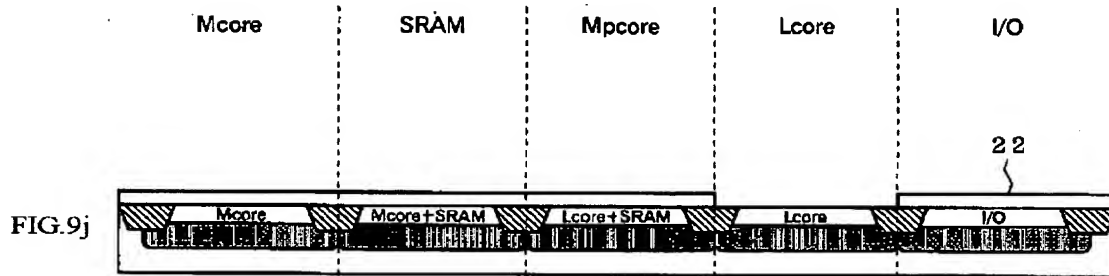 Mcore SRAM Mpcore Lcore I/O
22
FIG.9j Mcore Mcore+SRAM Lcore+SRAM Lcore I/O